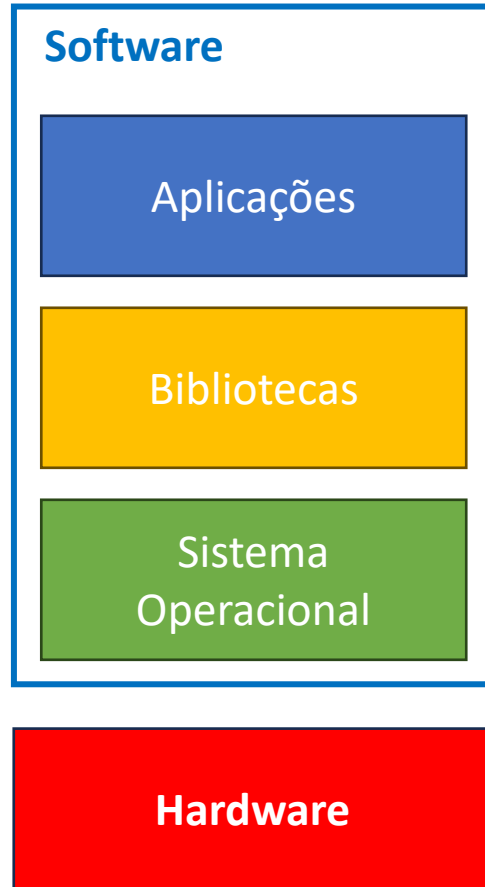 Software
Aplicações
Bibliotecas
Sistema
Operacional
Hardware